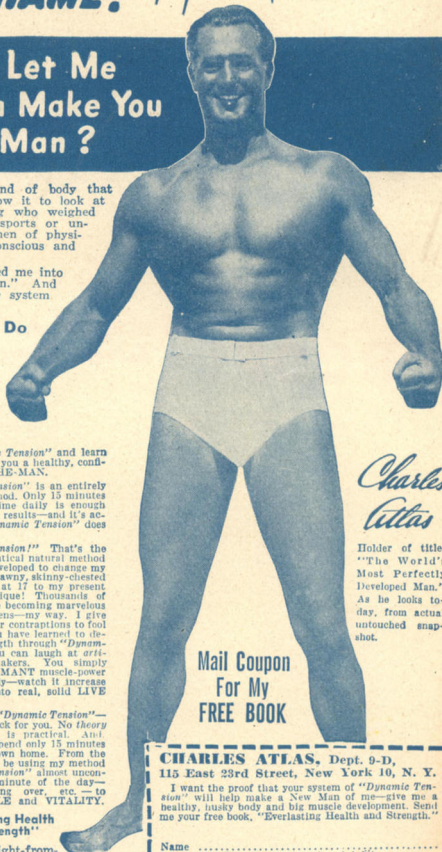 Let Me
Make You
Man ?
nd of body that
ow it to look at
g who weighed
sports or un-
en of physi-
onscious and
ed me into
n." And
system
Do
Tension" and learn
you a healthy, confi-
HE-MAN.
nsion" is an entirely
hod. Only 15 minutes
ime daily is enough
results—and it's ac-
namic Tension" does
nsion!" That's the
ntical natural method
veloped to change my
awny, skinny-chested
at 17 to my present
ique! Thousands of
becoming marvelous
ens—my way. I give
r contraptions to fool
u have learned to de-
gth through "Dynam-
u can laugh at arti-
akers. You simply
MANT muscle-power
y—watch it increase
to real, solid LIVE
"Dynamic Tension"—
ck for you. No theory
is practical. And
pend only 15 minutes
wn home. From the
be using my method
nsion" almost uncon-
minute of the day—
ng over, etc.—to
LE and VITALITY.
ng Health
ength"
ght-from-
Charles
Atlas
Holder of title
"The World's
Most Perfectly
Developed Man."
As he looks to-
day, from actua
untouched snap-
shot.
Mail Coupon
For My
FREE BOOK
CHARLES ATLAS, Dept. 9-D,
115 East 23rd Street, New York 10, N. Y.
I want the proof that your system of "Dynamic Ten-
sion" will help make a New Man of me—give me a
healthy, husky body and big muscle development. Send
me your free book, "Everlasting Health and Strength."
Name